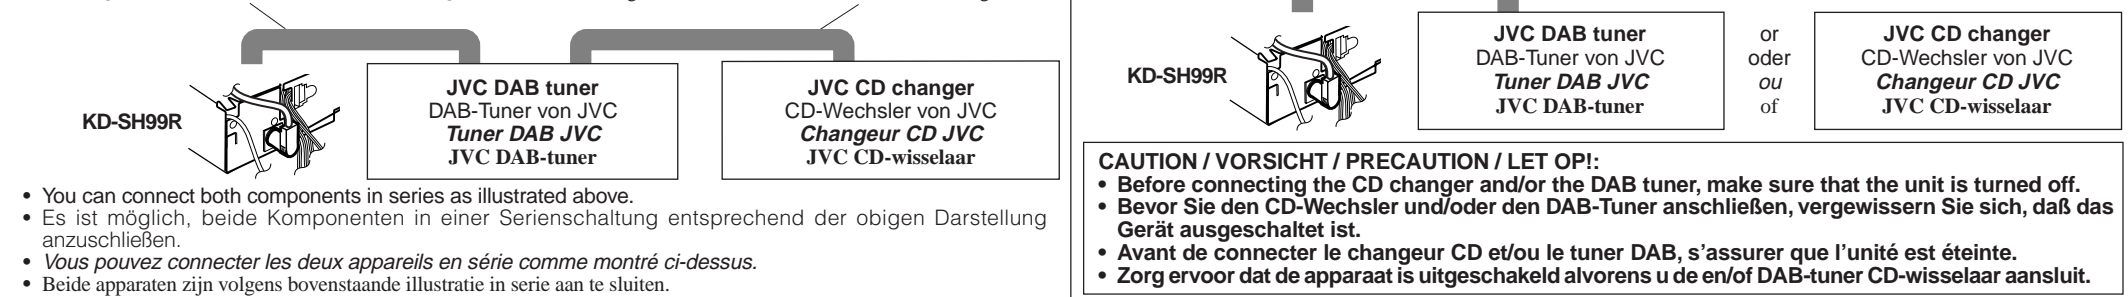 KD-SH99R
JVC DAB tuner
DAB-Tuner von JVC
Tuner DAB JVC
JVC DAB-tuner
JVC CD changer
CD-Wechsler von JVC
Changeur CD JVC
JVC CD-wisselaar
• You can connect both components in series as illustrated above.
• Es ist möglich, beide Komponenten in einer Serienschaltung entsprechend der obigen Darstellung
anzuschließen.
• Vous pouvez connecter les deux appareils en série comme montré ci-dessus.
• Beide apparaten zijn volgens bovenstaande illustratie in serie aan te sluiten.
KD-SH99R
JVC DAB tuner
DAB-Tuner von JVC
Tuner DAB JVC
JVC DAB-tuner
or
oder
ou
of
JVC CD changer
CD-Wechsler von JVC
Changeur CD JVC
JVC CD-wisselaar
CAUTION / VORSICHT / PRECAUTION / LET OP!:
• Before connecting the CD changer and/or the DAB tuner, make sure that the unit is turned off.
• Bevor Sie den CD-Wechsler und/oder den DAB-Tuner anschließen, vergewissern Sie sich, daß das
Gerät ausgeschaltet ist.
• Avant de connecter le changeur CD et/ou le tuner DAB, s'assurer que l'unité est éteinte.
• Zorg ervoor dat de apparaat is uitgeschakeld alvorens u de en/of DAB-tuner CD-wisselaar aansluit.